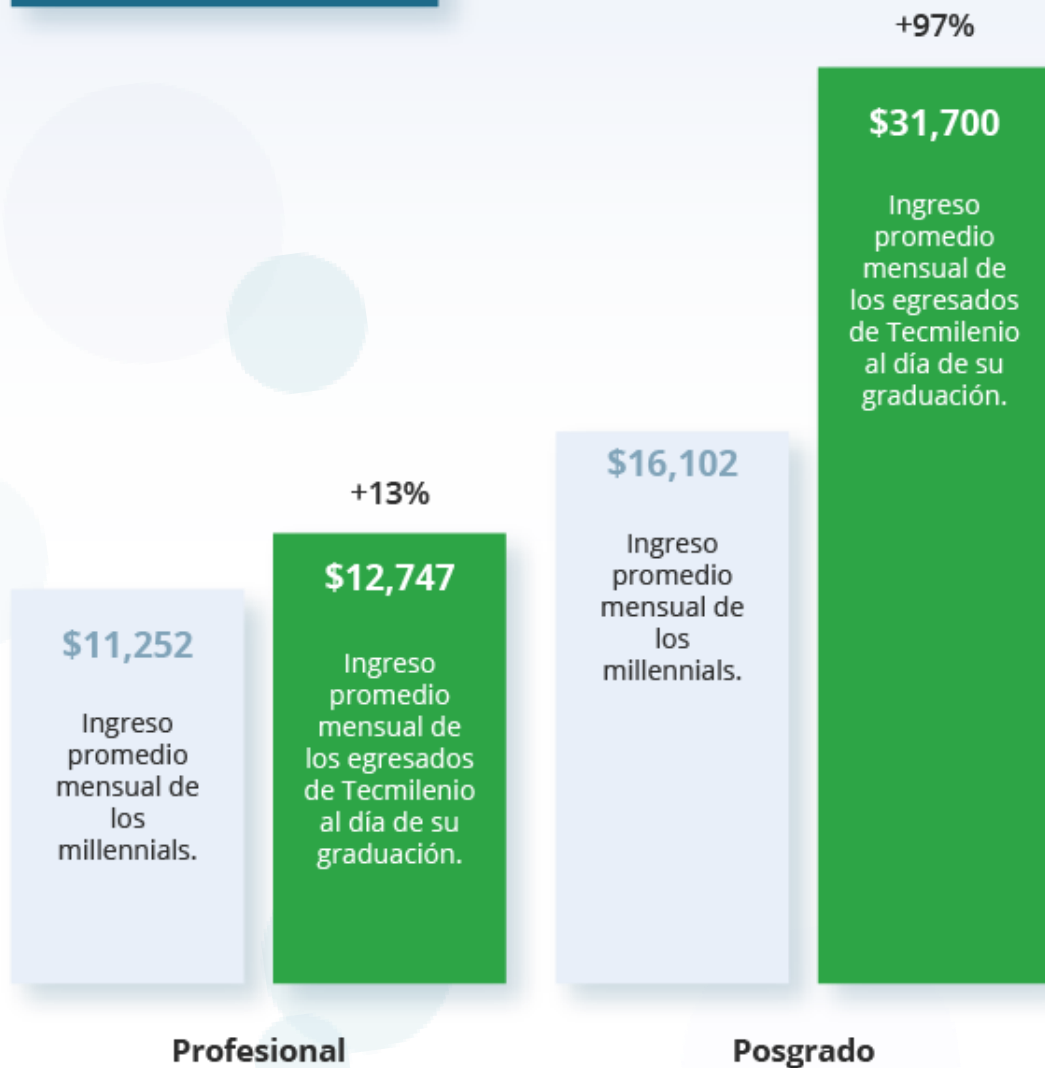 +97%
$31,700
Ingreso
promedio
mensual de
los egresados
de Tecmilenio
al día de su
graduación.
$16,102
Ingreso
promedio
mensual de
los
millennials.
+13%
$12,747
Ingreso
promedio
mensual de
los egresados
de Tecmilenio
al día de su
graduación.
$11,252
Ingreso
promedio
mensual de
los
millennials.
Profesional
Posgrado